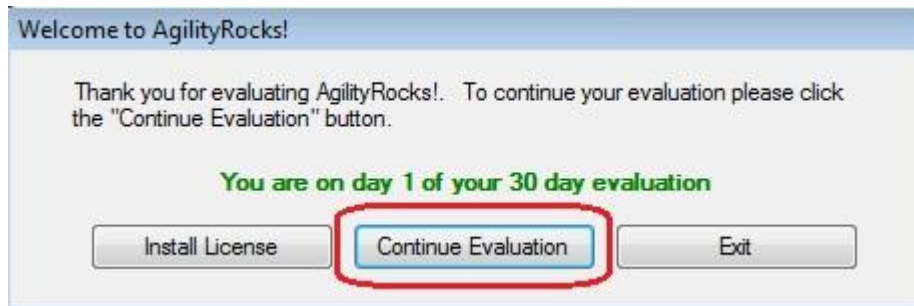 Welcome to AgilityRocks!
Thank you for evaluating AgilityRocks!. To continue your evaluation please click
the "Continue Evaluation" button.
You are on day 1 of your 30 day evaluation
Install License Continue Evaluation Exit